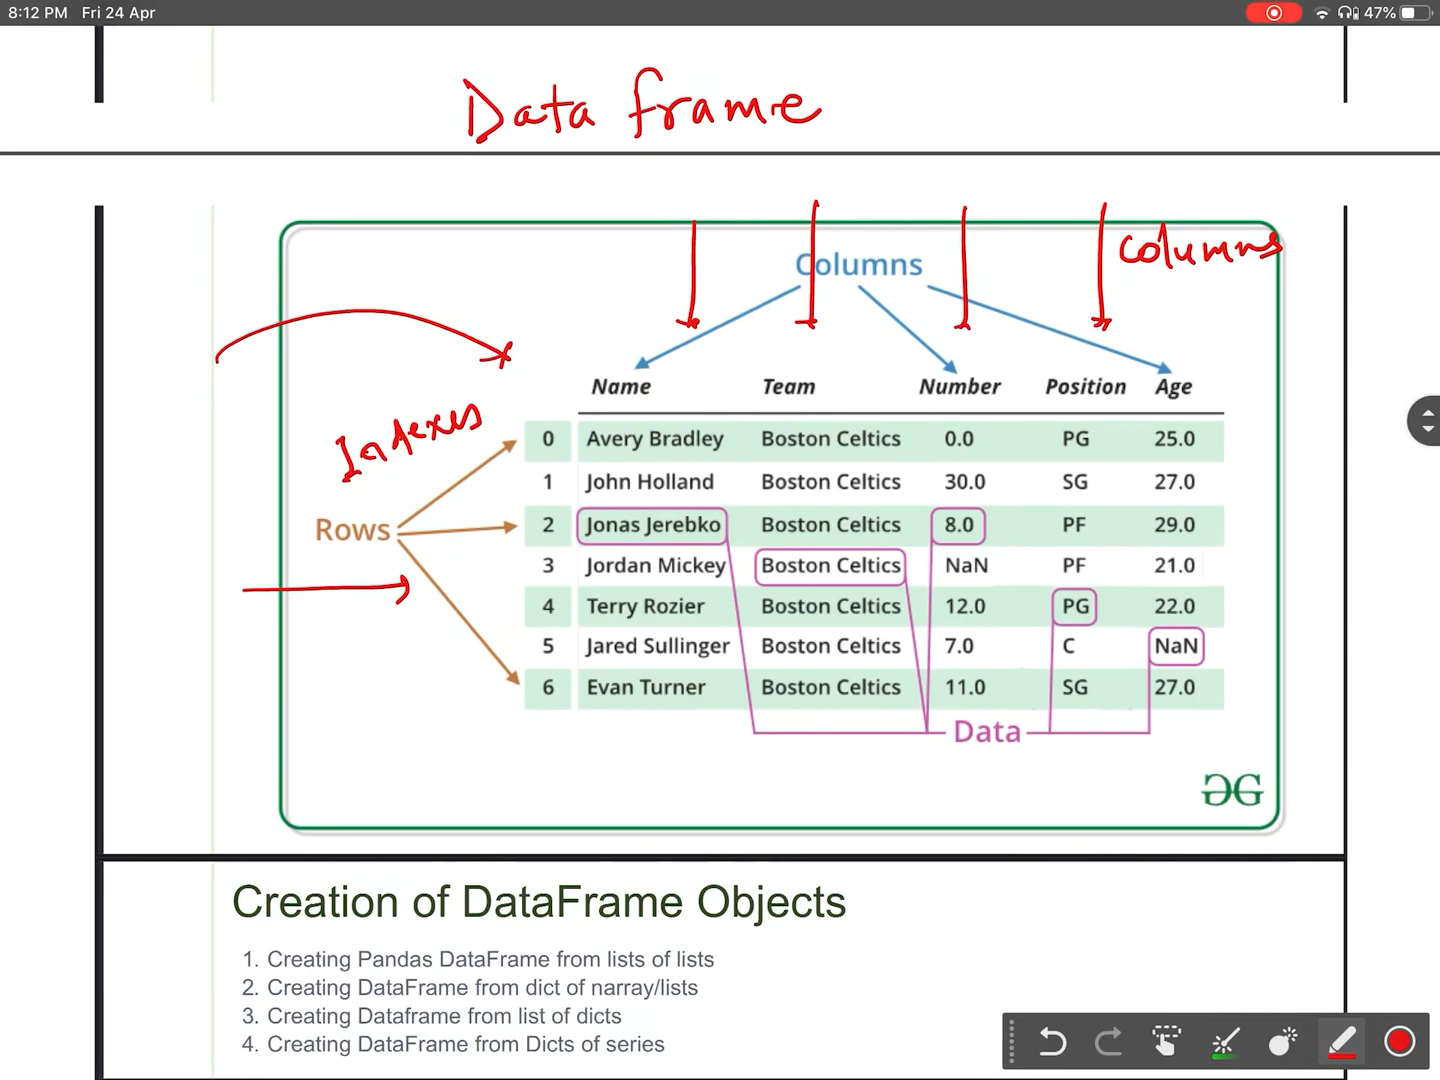 8:12 PM Fri 24 Apr 47%
Data frame
Columns
columns
Name Team Number Position Age
Indexes
0 Avery Bradley Boston Celtics 0.0 PG 25.0
1 John Holland Boston Celtics 30.0 SG 27.0
Rows
2 Jonas Jerebko Boston Celtics 8.0 PF 29.0
3 Jordan Mickey Boston Celtics NaN PF 21.0
4 Terry Rozier Boston Celtics 12.0 PG 22.0
5 Jared Sullinger Boston Celtics 7.0 C NaN
6 Evan Turner Boston Celtics 11.0 SG 27.0
Data
Creation of DataFrame Objects
1. Creating Pandas DataFrame from lists of lists
2. Creating DataFrame from dict of narray/lists
3. Creating Dataframe from list of dicts
4. Creating DataFrame from Dicts of series